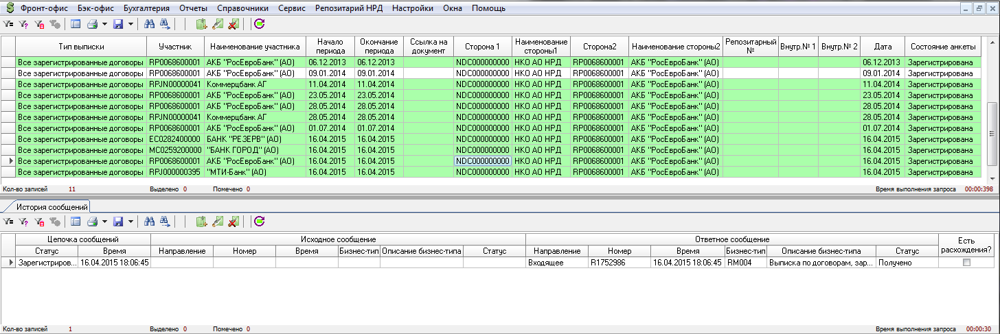 Фронт-офис Бэк-офис Бухгалтерия Отчеты Справочники Сервис Репозитарий НРД Настройки Окна Помощь
Тип выписки Участник Наименование участника Начало периода Окончание периода Ссылка на документ Сторона 1 Наименование стороны1 Сторона2 Наименование стороны2 Репозитарный № Внутр.№ 1 Внутр.№ 2 Дата Состояние анкеты
Все зарегистрированные договоры RP0068600001 АКБ "РосЕвроБанк" (АО) 06.12.2013 06.12.2013 NDC000000000 НКО АО НРД RP0068600001 АКБ "РосЕвроБанк" (АО) 06.12.2013 Зарегистрирована
Все зарегистрированные договоры RP0068600001 АКБ "РосЕвроБанк" (АО) 09.01.2014 09.01.2014 NDC000000000 НКО АО НРД RP0068600001 АКБ "РосЕвроБанк" (АО) 09.01.2014 Зарегистрирована
Все зарегистрированные договоры RPJN00000041 Коммерцбанк АГ 11.04.2014 11.04.2014 NDC000000000 НКО АО НРД RP0068600001 АКБ "РосЕвроБанк" (АО) 11.04.2014 Зарегистрирована
Все зарегистрированные договоры RP0068600001 АКБ "РосЕвроБанк" (АО) 23.05.2014 23.05.2014 NDC000000000 НКО АО НРД RP0068600001 АКБ "РосЕвроБанк" (АО) 23.05.2014 Зарегистрирована
Все зарегистрированные договоры RP0068600001 АКБ "РосЕвроБанк" (АО) 28.05.2014 28.05.2014 NDC000000000 НКО АО НРД RP0068600001 АКБ "РосЕвроБанк" (АО) 28.05.2014 Зарегистрирована
Все зарегистрированные договоры RPJN00000041 Коммерцбанк АГ 28.05.2014 28.05.2014 NDC000000000 НКО АО НРД RP0068600001 АКБ "РосЕвроБанк" (АО) 28.05.2014 Зарегистрирована
Все зарегистрированные договоры RP0068600001 АКБ "РосЕвроБанк" (АО) 01.07.2014 01.07.2014 NDC000000000 НКО АО НРД RP0068600001 АКБ "РосЕвроБанк" (АО) 01.07.2014 Зарегистрирована
Все зарегистрированные договоры EC0282400000 БАНК "РЕЗЕРВ" (АО) 16.04.2015 16.04.2015 NDC000000000 НКО АО НРД RP0068600001 АКБ "РосЕвроБанк" (АО) 16.04.2015 Зарегистрирована
Все зарегистрированные договоры MC0259200000 "БАНК ГОРОД" (АО) 16.04.2015 16.04.2015 NDC000000000 НКО АО НРД RP0068600001 АКБ "РосЕвроБанк" (АО) 16.04.2015 Зарегистрирована
Все зарегистрированные договоры RP0068600001 АКБ "РосЕвроБанк" (АО) 16.04.2015 16.04.2015 NDC000000000 НКО АО НРД RP0068600001 АКБ "РосЕвроБанк" (АО) 16.04.2015 Зарегистрирована
Все зарегистрированные договоры RPJ000000395 "МТИ-Банк" (АО) 16.04.2015 16.04.2015 NDC000000000 НКО АО НРД RP0068600001 АКБ "РосЕвроБанк" (АО) 16.04.2015 Зарегистрирована
Кол-во записей 11 Выделено 0 Помечено 0 Время выполнения запроса 00:00:398
История сообщений
Цепочка сообщений Исходное сообщение Ответное сообщение Есть расхождения?
Статус Время Направление Номер Время Бизнес-тип Описание бизнес-типа Статус Направление Номер Время Бизнес-тип Описание бизнес-типа Статус
Зарегистриров... 16.04.2015 18:06:45 Входящее R1752986 16.04.2015 18:06:45 RM004 Выписка по договорам, зар... Получено
Кол-во записей 1 Выделено 0 Помечено 0 Время выполнения запроса 00:00:30